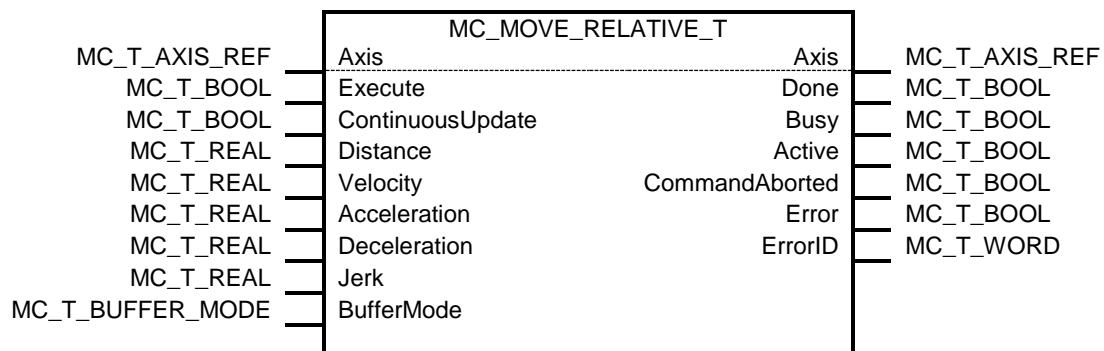 MC_MOVE_RELATIVE_T
MC_T_AXIS_REF Axis Axis MC_T_AXIS_REF
MC_T_BOOL Execute Done MC_T_BOOL
MC_T_BOOL ContinuousUpdate Busy MC_T_BOOL
MC_T_REAL Distance Active MC_T_BOOL
MC_T_REAL Velocity CommandAborted MC_T_BOOL
MC_T_REAL Acceleration Error MC_T_BOOL
MC_T_REAL Deceleration ErrorID MC_T_WORD
MC_T_REAL Jerk
MC_T_BUFFER_MODE BufferMode